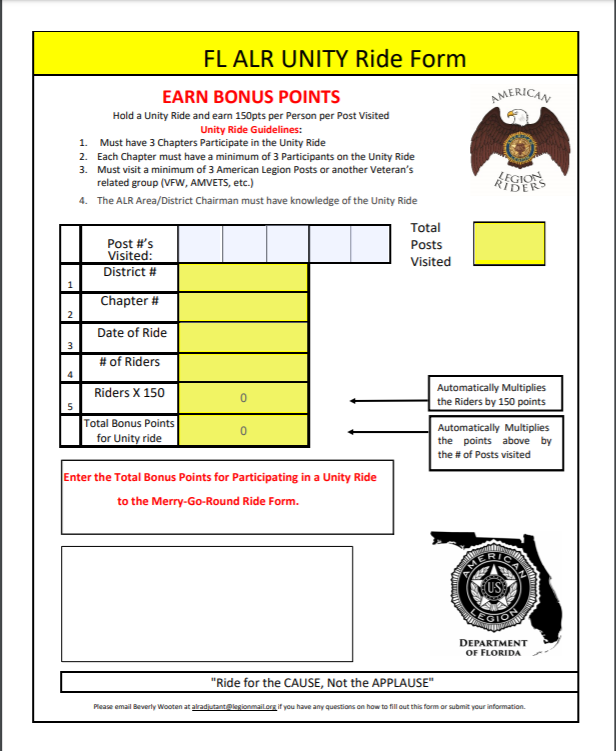 FL ALR UNITY Ride Form
EARN BONUS POINTS
Hold a Unity Ride and earn 150pts per Person per Post Visited
Unity Ride Guidelines:
1. Must have 3 Chapters Participate in the Unity Ride
2. Each Chapter must have a minimum of 3 Participants on the Unity Ride
3. Must visit a minimum of 3 American Legion Posts or another Veteran's
related group (VFW, AMVETS, etc.)
4. The ALR Area/District Chairman must have knowledge of the Unity Ride
AMERICAN
LEGION
RIDERS
Post #'s
Visited:
Total
Posts
Visited
1 District #
2 Chapter #
3 Date of Ride
4 # of Riders
5 Riders X 150 0
Total Bonus Points
for Unity ride 0
Automatically Multiplies
the Riders by 150 points
Automatically Multiplies
the points above by
the # of Posts visited
Enter the Total Bonus Points for Participating in a Unity Ride
to the Merry-Go-Round Ride Form.
AMERICAN
US
LEGION
DEPARTMENT
OF FLORIDA
"Ride for the CAUSE, Not the APPLAUSE"
Please email Beverly Wooten at alradjutant@legionmail.org if you have any questions on how to fill out this form or submit your information.